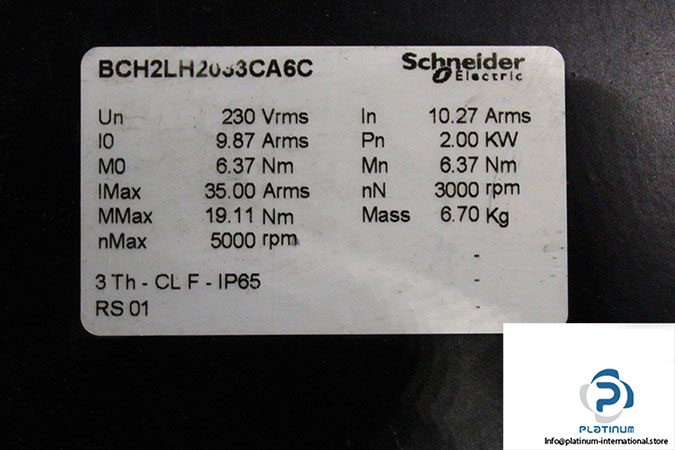 BCH2LH2033CA6C
Schneider Electric
Un 230 Vrms In 10.27 Arms
I0 9.87 Arms Pn 2.00 KW
M0 6.37 Nm Mn 6.37 Nm
IMax 35.00 Arms nN 3000 rpm
MMax 19.11 Nm Mass 6.70 Kg
nMax 5000 rpm
-
3 Th - CL F - IP65 -
RS 01 -
PLATINUM
Info@platinum-international.store